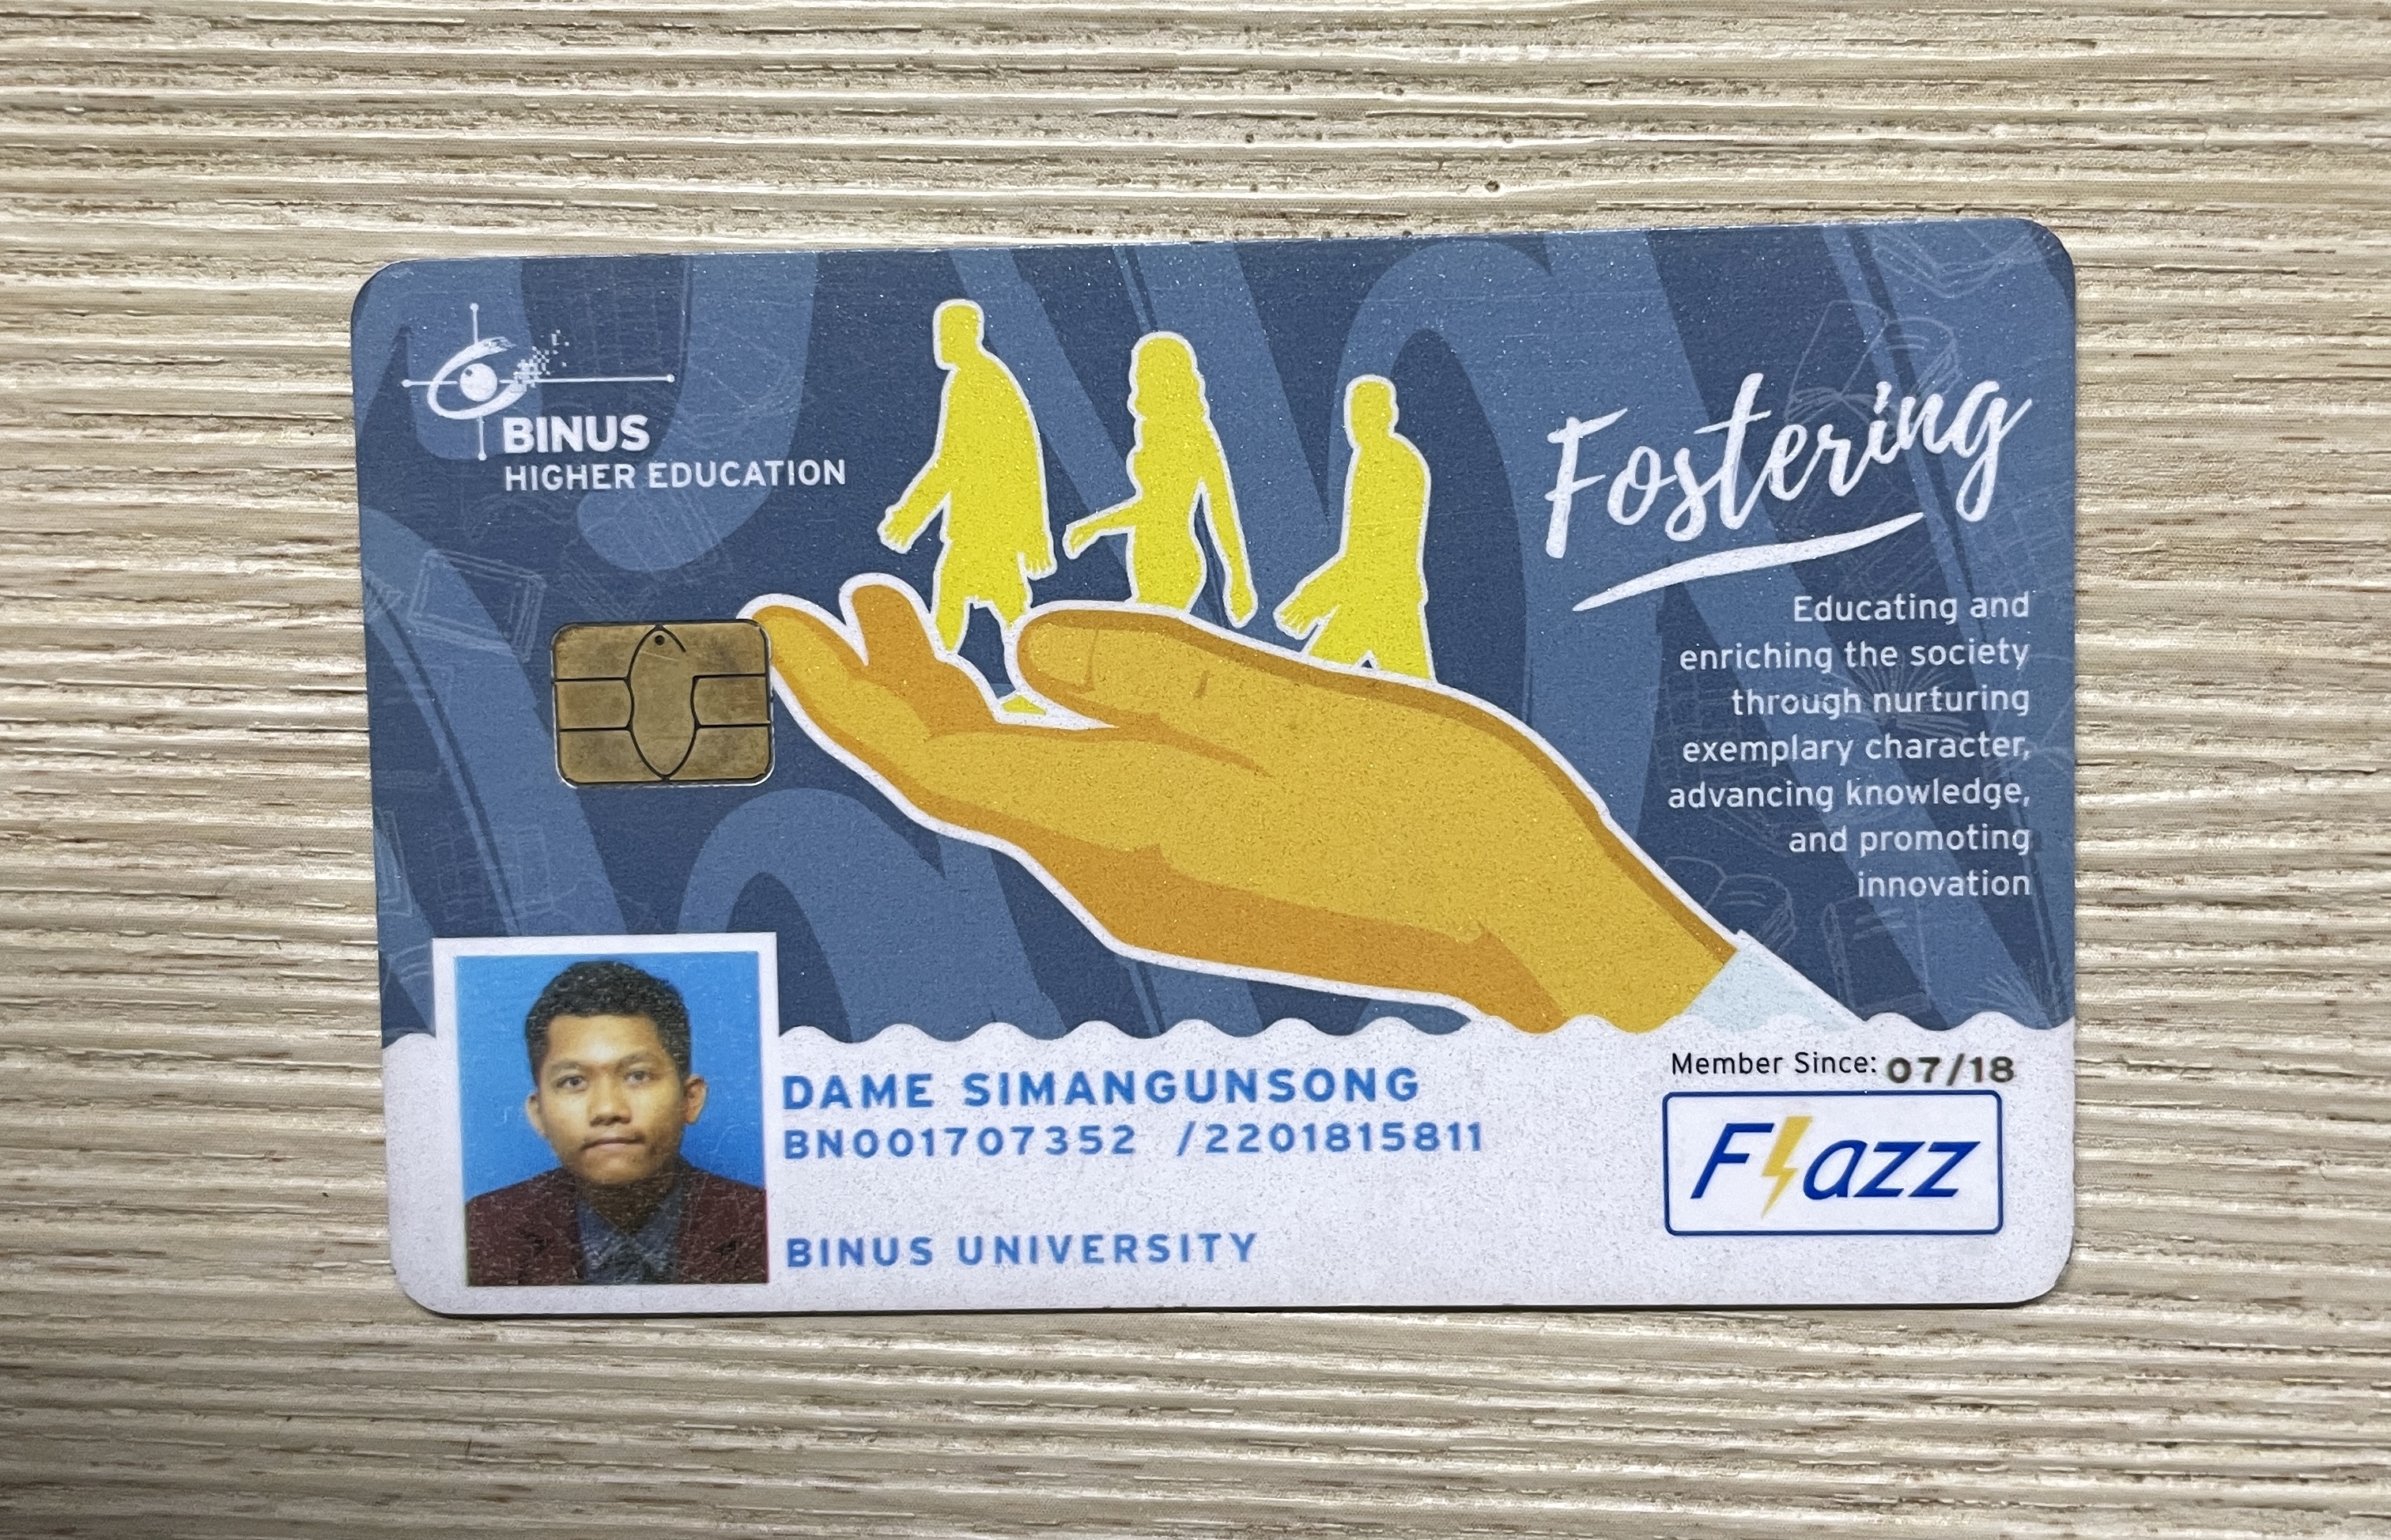 BINUS
HIGHER EDUCATION
Fostering
Educating and
enriching the society
through nurturing
exemplary character,
advancing knowledge,
and promoting
innovation
Member Since: 07/18
DAME SIMANGUNSONG
BN001707352 /2201815811
BINUS UNIVERSITY
Flazz